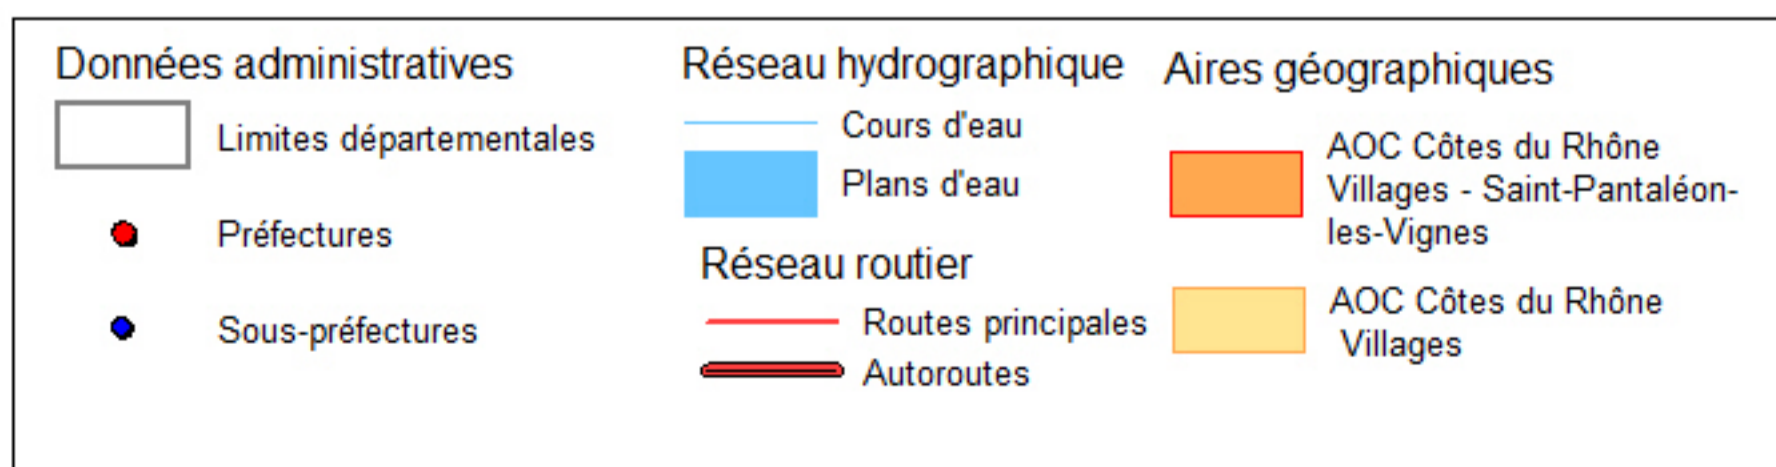 Données administratives
Limites départementales
Préfectures
Sous-préfectures
Réseau hydrographique
Cours d'eau
Plans d'eau
Réseau routier
Routes principales
Autoroutes
Aires géographiques
AOC Côtes du Rhône
Villages - Saint-Pantaléon-
les-Vignes
AOC Côtes du Rhône
Villages